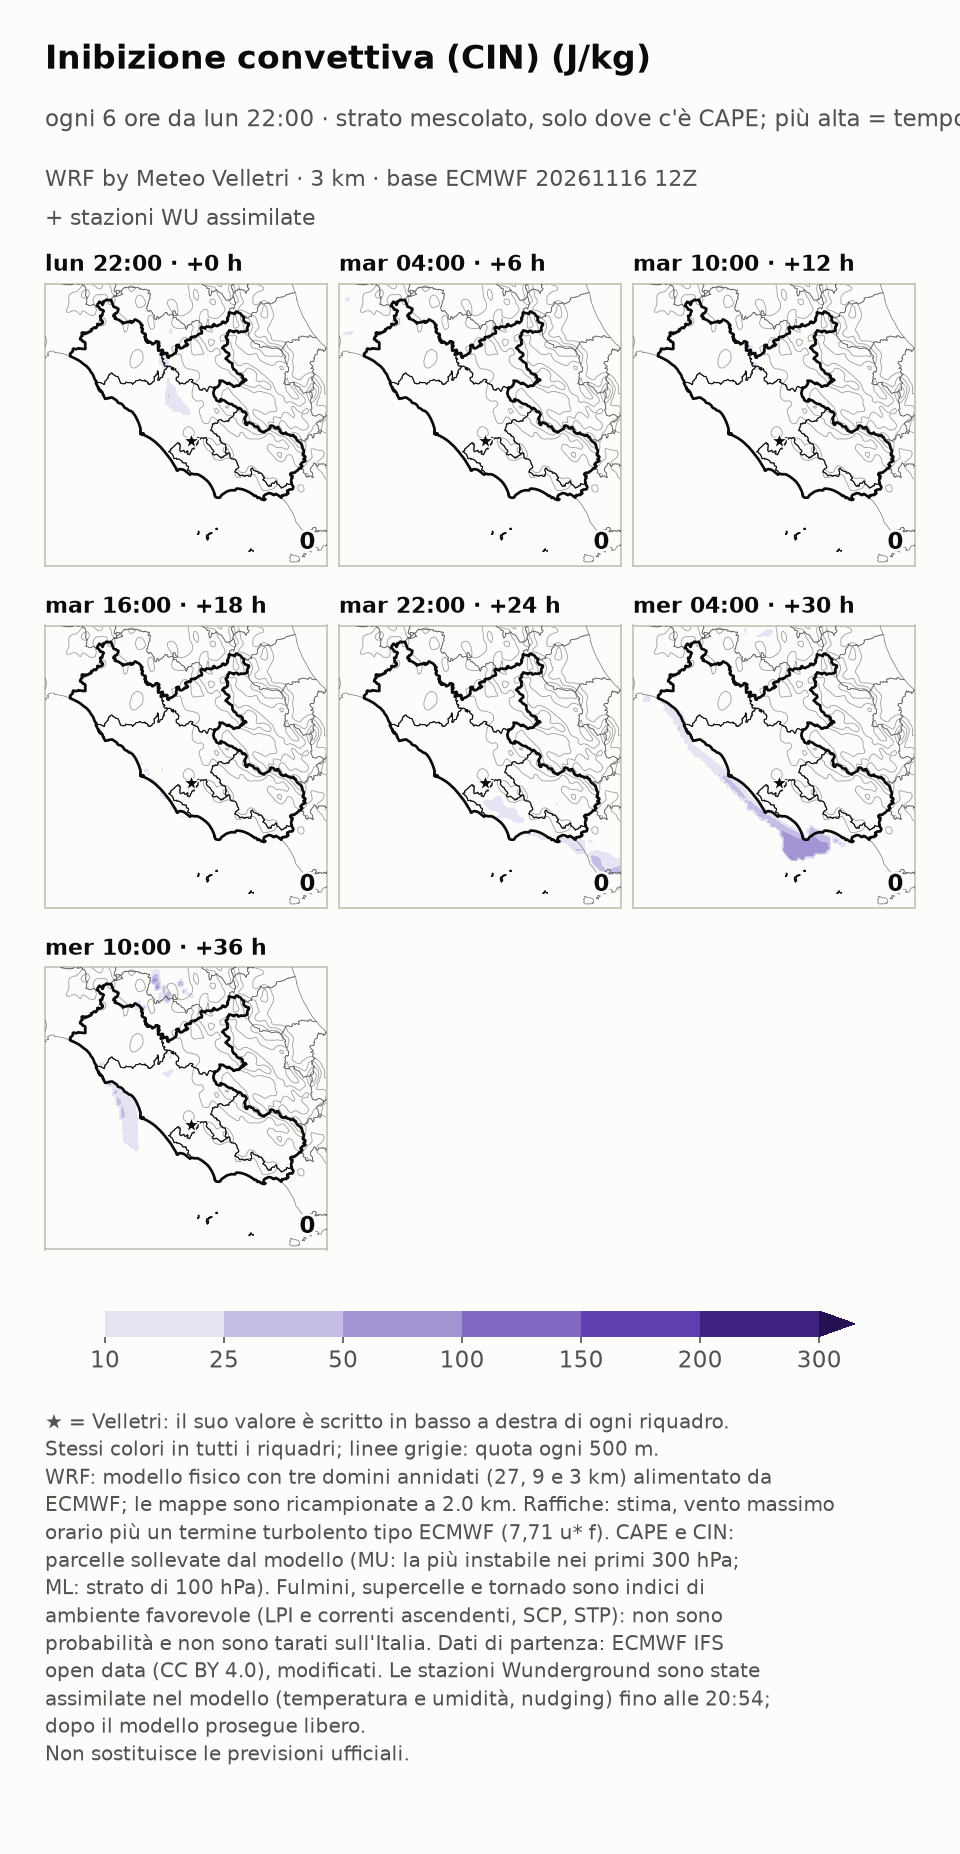 Inibizione convettiva (CIN) (J/kg)
ogni 6 ore da lun 22:00 · strato mescolato, solo dove c'è CAPE; più alta = tempo
WRF by Meteo Velletri · 3 km · base ECMWF 20261116 12Z
+ stazioni WU assimilate
lun 22:00 · +0 h
mar 04:00 · +6 h
mar 10:00 · +12 h
0
0
0
mar 16:00 · +18 h
mar 22:00 · +24 h
mer 04:00 · +30 h
0
0
0
mer 10:00 · +36 h
0
10 25 50 100 150 200 300
★ = Velletri: il suo valore è scritto in basso a destra di ogni riquadro.
Stessi colori in tutti i riquadri; linee grigie: quota ogni 500 m.
WRF: modello fisico con tre domini annidati (27, 9 e 3 km) alimentato da
ECMWF; le mappe sono ricampionate a 2.0 km. Raffiche: stima, vento massimo
orario più un termine turbolento tipo ECMWF (7,71 u* f). CAPE e CIN:
parcelle sollevate dal modello (MU: la più instabile nei primi 300 hPa;
ML: strato di 100 hPa). Fulmini, supercelle e tornado sono indici di
ambiente favorevole (LPI e correnti ascendenti, SCP, STP): non sono
probabilità e non sono tarati sull'Italia. Dati di partenza: ECMWF IFS
open data (CC BY 4.0), modificati. Le stazioni Wunderground sono state
assimilate nel modello (temperatura e umidità, nudging) fino alle 20:54;
dopo il modello prosegue libero.
Non sostituisce le previsioni ufficiali.